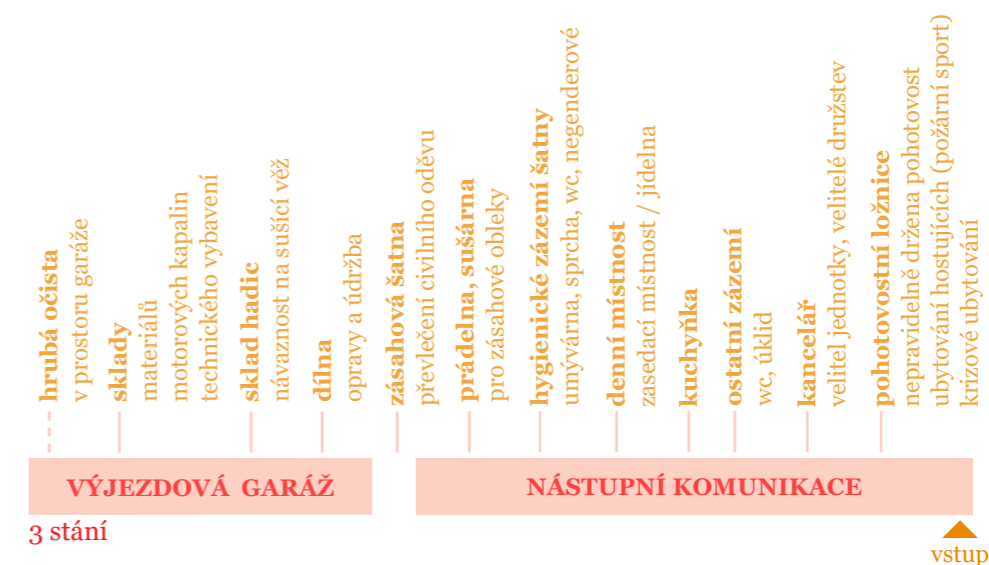 hrubá očista
v prostoru garáže
sklady
materiálů
motorových kapalin
technického vybavení
sklad hadic
návaznost na sušící věž
dílna
opravy a údržba
zásahová šatna
převlečení civilního oděvu
prádelna, sušárna
pro zásahové obleky
hygienické zázemí šatny
umývárna, sprcha, wc, negenderové
denní místnost
zasedací místnost / jídelna
kuchyňka
ostatní zázemí
wc, úklid
kancelář
velitel jednotky, velitelé družstev
pohotovostní ložnice
nepravidelně držena pohotovost
ubytování hostujících (požární sport)
krizové ubytování
VÝJEZDOVÁ GARÁŽ
NÁSTUPNÍ KOMUNIKACE
3 stání
vstup